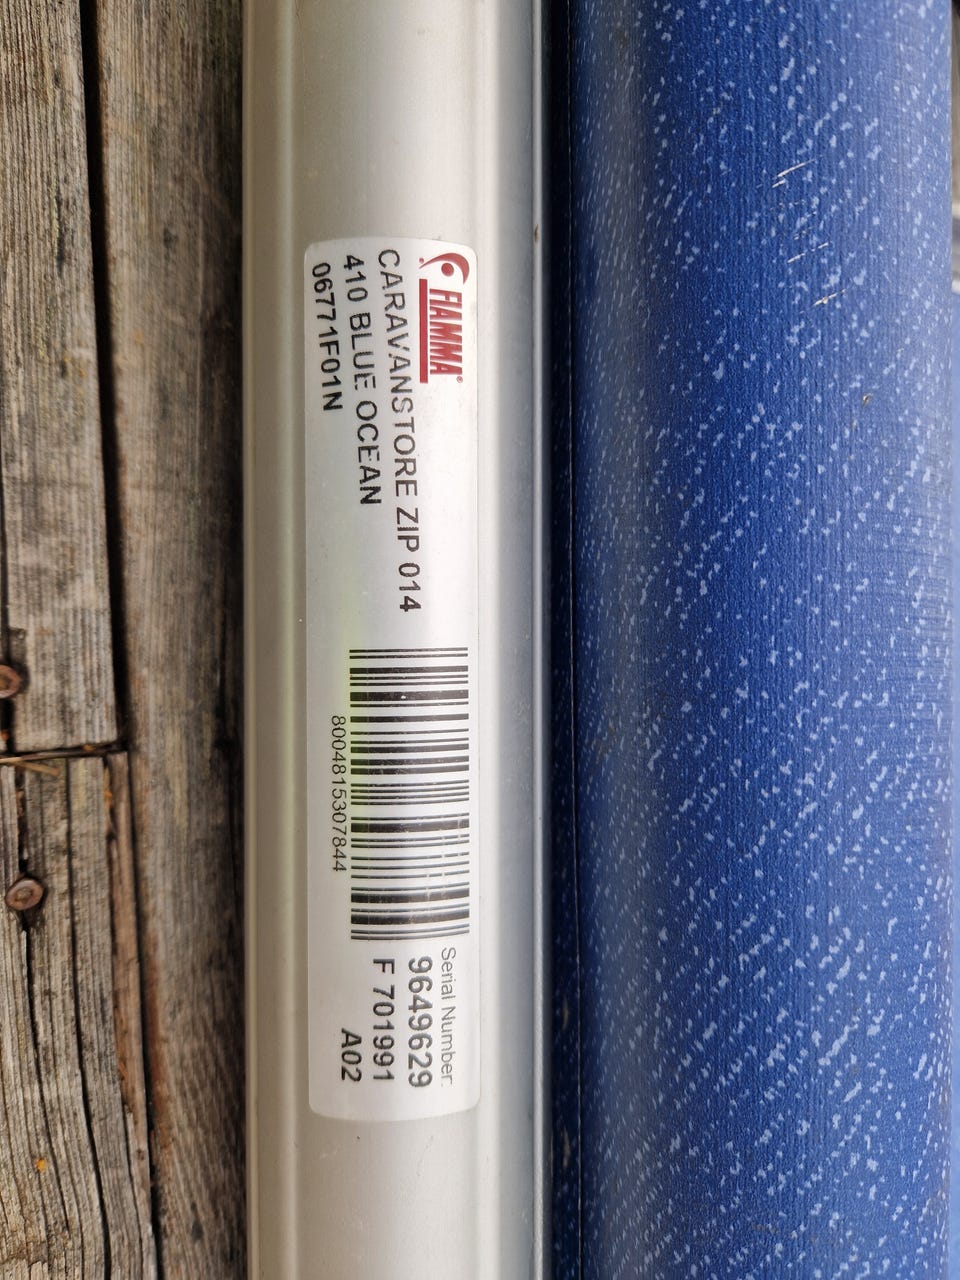 FIAMMA®
CARAVANSTORE ZIP 014
410 BLUE OCEAN
06771F01N
8004815307844
Serial Number:
9649629
F 701991
A02